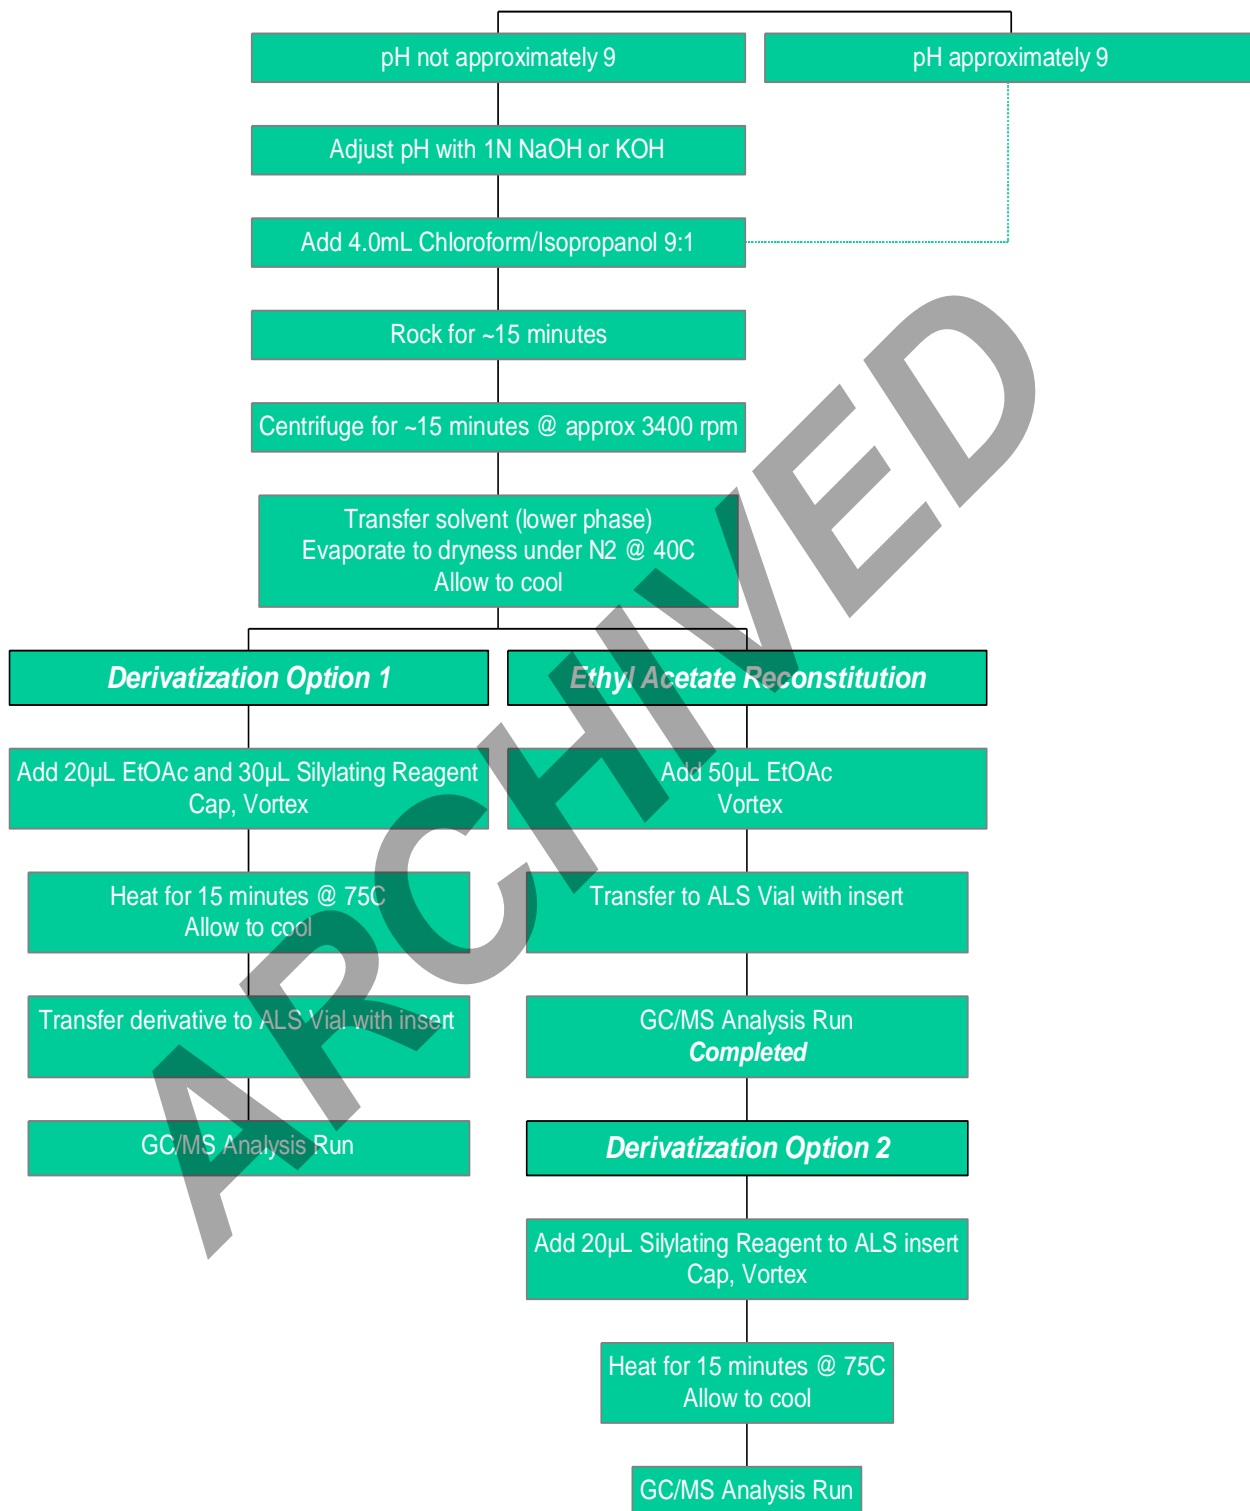 pH not approximately 9
pH approximately 9
Adjust pH with 1N NaOH or KOH
Add 4.0mL Chloroform/Isopropanol 9:1
Rock for ~15 minutes
Centrifuge for ~15 minutes @ approx 3400 rpm
Transfer solvent (lower phase)
Evaporate to dryness under N2 @ 40C
Allow to cool
Derivatization Option 1
Ethyl Acetate Reconstitution
Add 20µL EtOAc and 30µL Silylating Reagent
Cap, Vortex
Add 50µL EtOAc
Vortex
Heat for 15 minutes @ 75C
Allow to cool
Transfer to ALS Vial with insert
Transfer derivative to ALS Vial with insert
GC/MS Analysis Run
Completed
GC/MS Analysis Run
Derivatization Option 2
Add 20µL Silylating Reagent to ALS insert
Cap, Vortex
Heat for 15 minutes @ 75C
Allow to cool
GC/MS Analysis Run
ARCHIVED